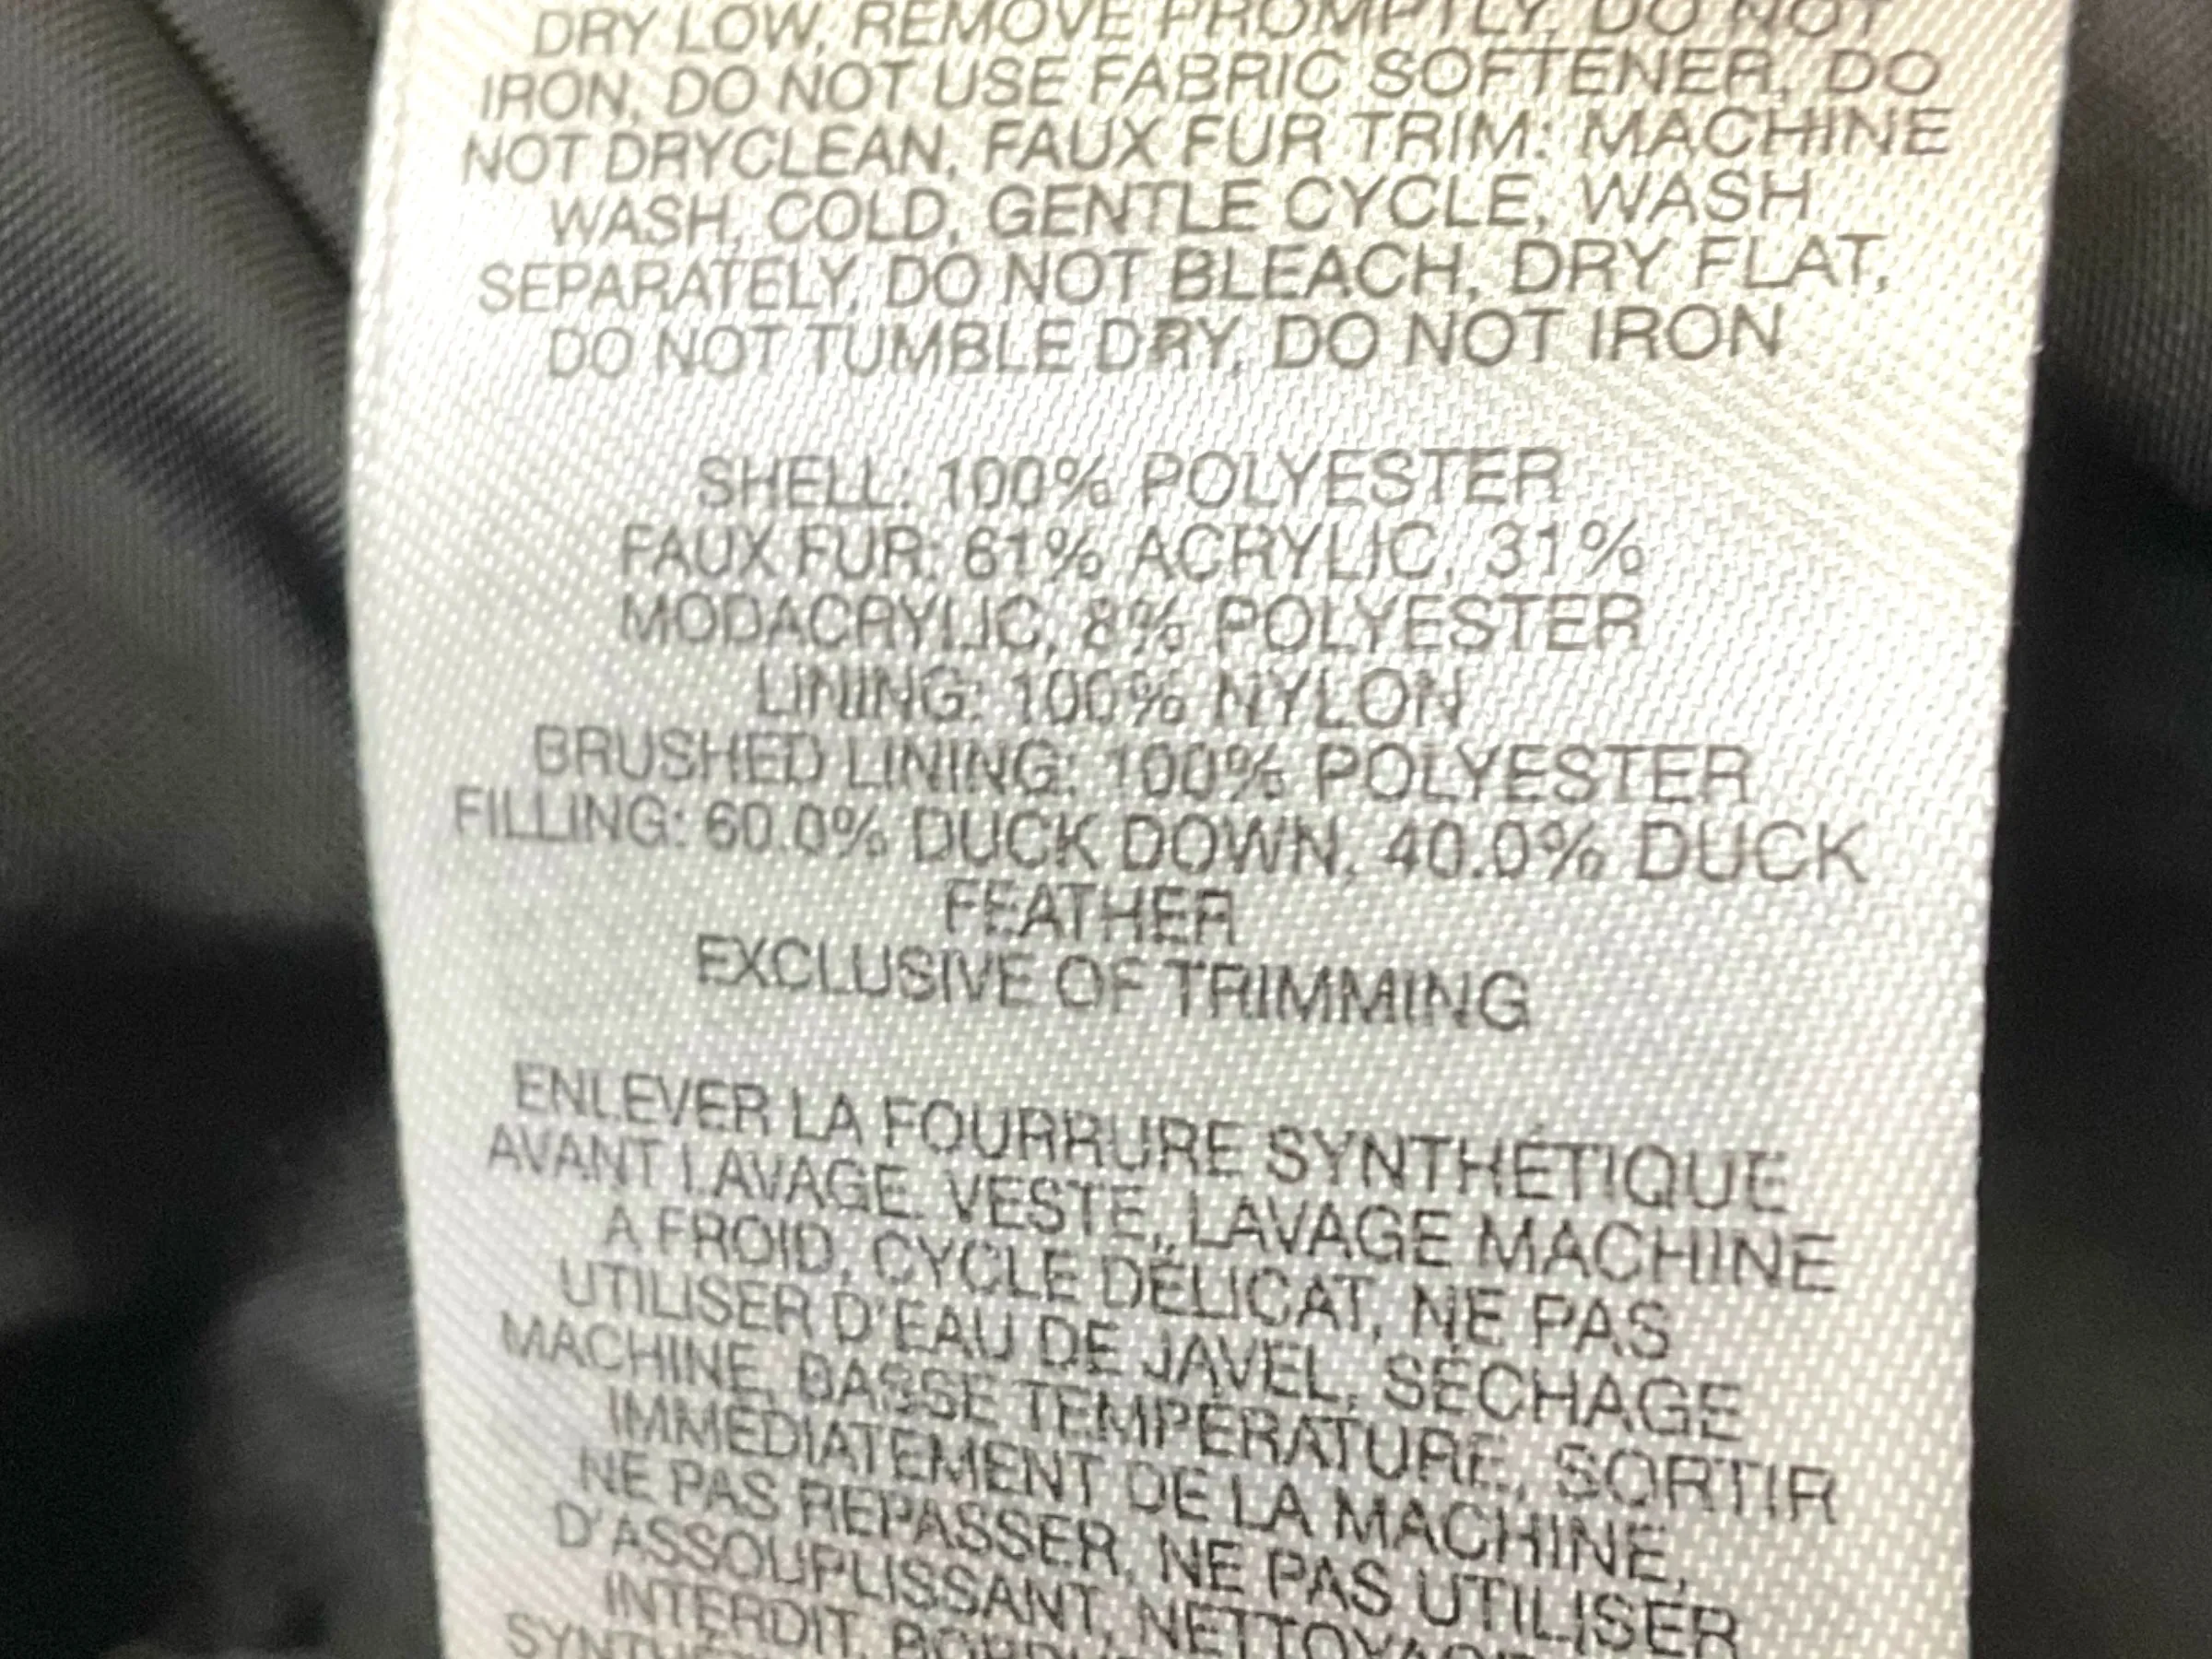 DRY LOW, REMOVE PROMPTLY, DO NOT
IRON, DO NOT USE FABRIC SOFTENER, DO
NOT DRYCLEAN, FAUX FUR TRIM: MACHINE
WASH, COLD, GENTLE CYCLE, WASH
SEPARATELY, DO NOT BLEACH, DRY FLAT,
DO NOT TUMBLE DRY, DO NOT IRON
SHELL: 100% POLYESTER
FAUX FUR: 61% ACRYLIC, 31%
MODACRYLIC, 8% POLYESTER
LINING: 100% NYLON
BRUSHED LINING: 100% POLYESTER
FILLING: 60.0% DUCK DOWN, 40.0% DUCK
FEATHER
EXCLUSIVE OF TRIMMING
ENLEVER LA FOURRURE SYNTHÉTIQUE
AVANT LAVAGE. VESTE, LAVAGE MACHINE
À FROID, CYCLE DÉLICAT, NE PAS
UTILISER D'EAU DE JAVEL, SÉCHAGE
MACHINE, BASSE TEMPÉRATURE, SORTIR
IMMÉDIATEMENT DE LA MACHINE,
NE PAS REPASSER, NE PAS UTILISER
D'ASSOUPLISSANT, NETTOYAGE
INTERDIT,